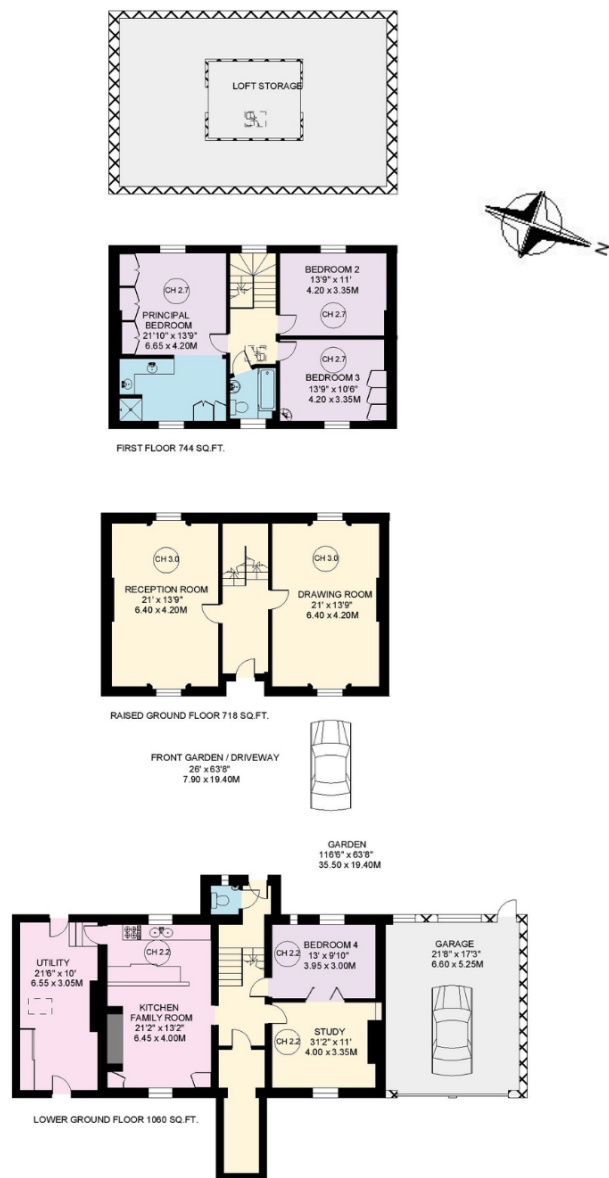 LOFT STORAGE
N
CH 2.7
PRINCIPAL
BEDROOM
21'10" x 13'9"
6.65 x 4.20M
BEDROOM 2
13'9" x 11'
4.20 x 3.35M
CH 2.7
CH 2.7
BEDROOM 3
13'9" x 10'6"
4.20 x 3.35M
FIRST FLOOR 744 SQ.FT.
CH 3.0
RECEPTION ROOM
21' x 13'9"
6.40 x 4.20M
CH 3.0
DRAWING ROOM
21' x 13'9"
6.40 x 4.20M
RAISED GROUND FLOOR 718 SQ.FT.
FRONT GARDEN / DRIVEWAY
26' x 63'8"
7.90 x 19.40M
GARDEN
116'6" x 63'8"
35.50 x 19.40M
UTILITY
21'6" x 10'
6.55 x 3.05M
CH 2.2
KITCHEN
FAMILY ROOM
21'2" x 13'2"
6.45 x 4.00M
CH 2.2
BEDROOM 4
13' x 9'10"
3.95 x 3.00M
CH 2.2
STUDY
31'2" x 11'
4.00 x 3.35M
GARAGE
21'8" x 17'3"
6.60 x 5.25M
LOWER GROUND FLOOR 1060 SQ.FT.